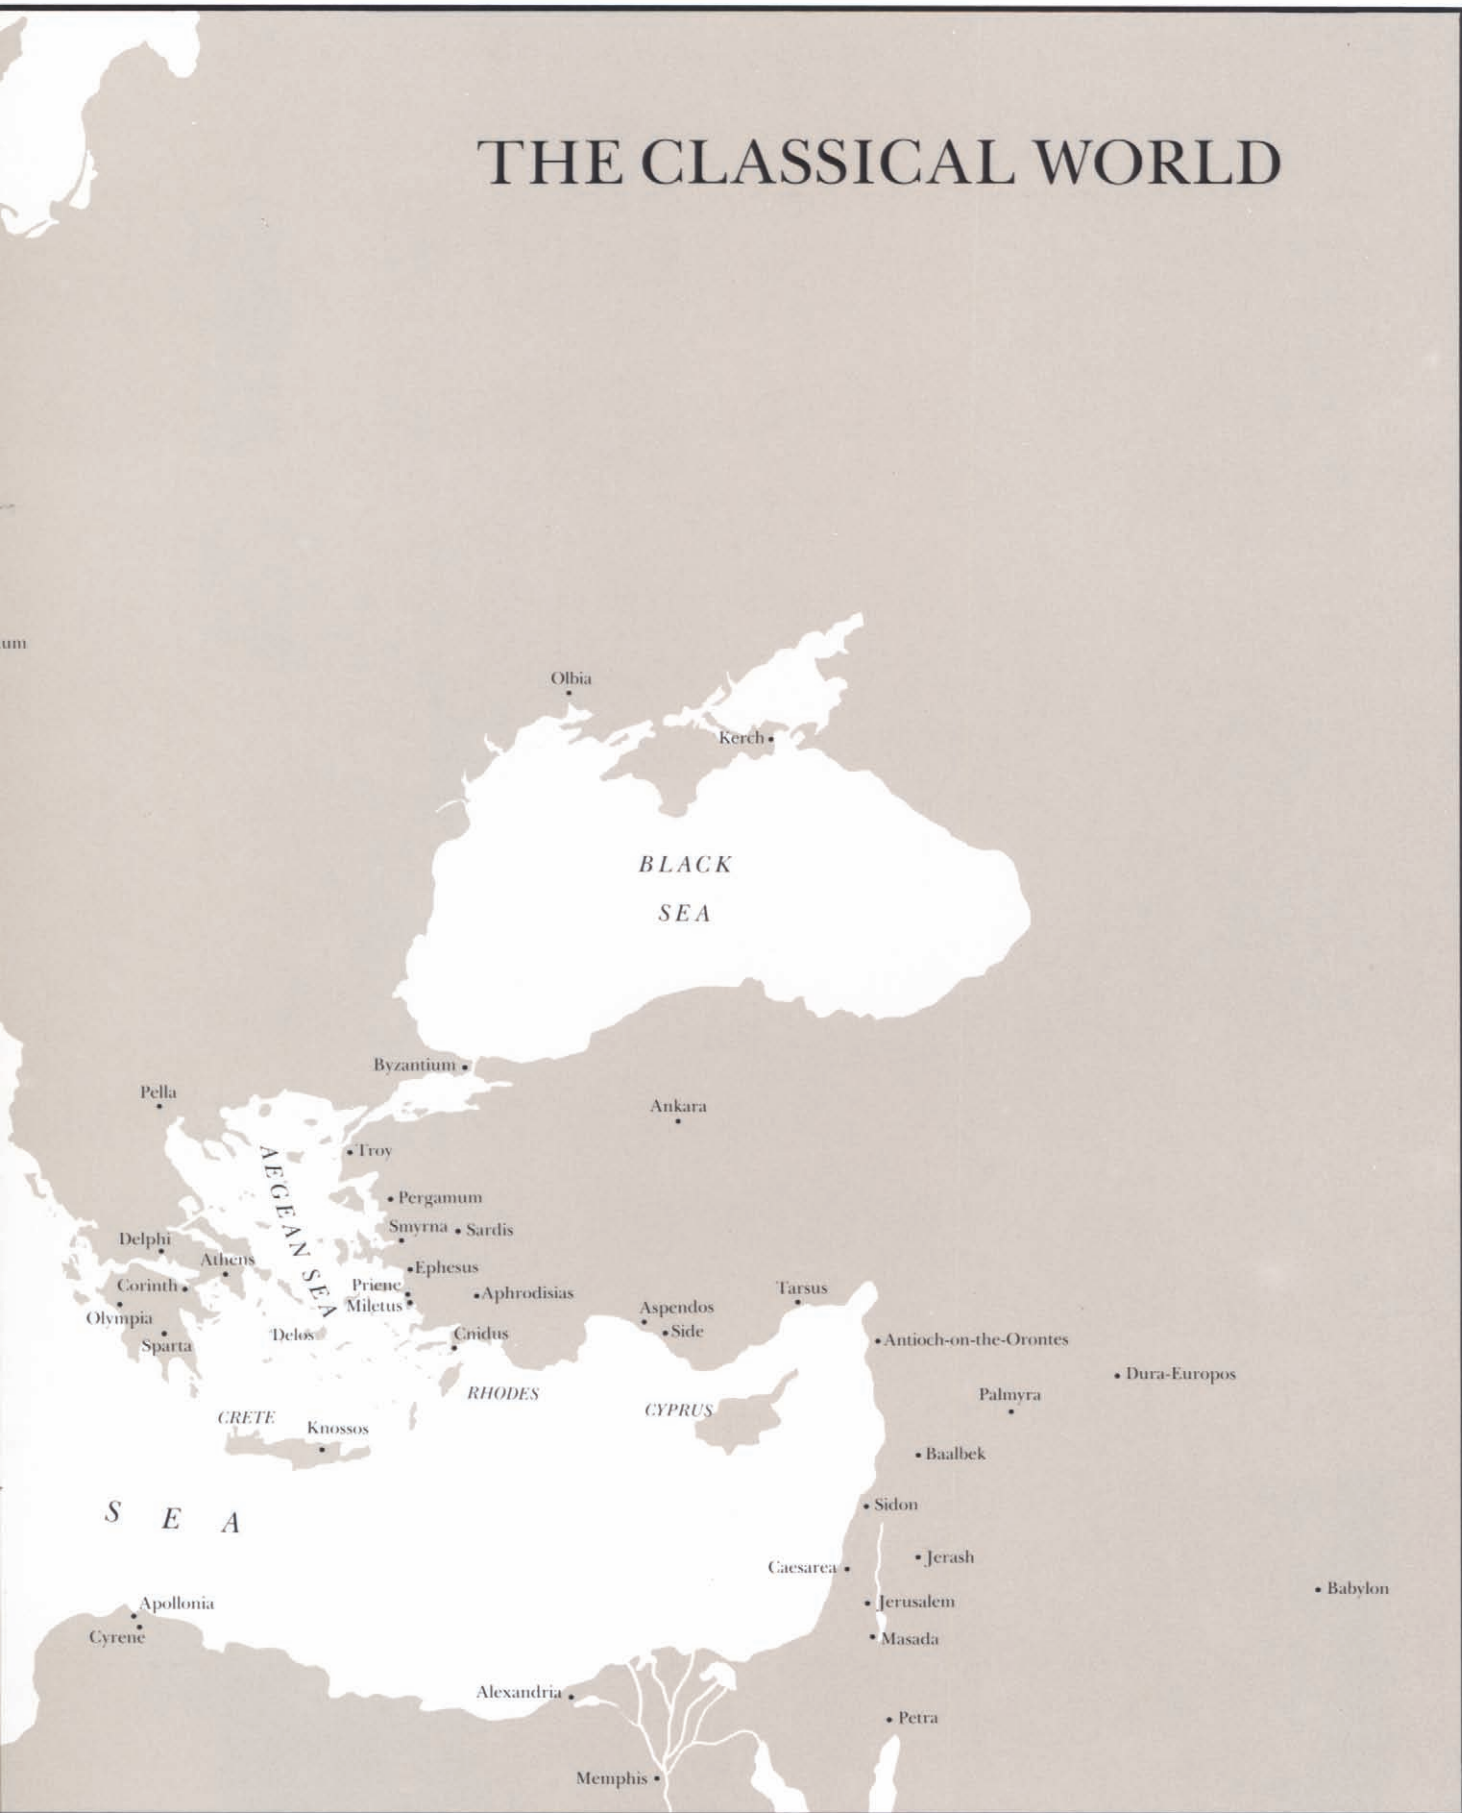 THE CLASSICAL WORLD
um
Olbia
Kerch
BLACK
SEA
Byzantium
Pella
Ankara
Troy
AEGEAN SEA
Pergamum
Smyrna
Sardis
Delphi
Athens
Ephesus
Corinth
Priene
Aphrodisias
Tarsus
Miletus
Olympia
Aspendos
Side
Sparta
Delos
Cnidus
Antioch-on-the-Orontes
Dura-Europos
RHODES
Palmyra
CYPRUS
CRETE
Knossos
Baalbek
Sidon
SEA
Jerash
Caesarea
Babylon
Apollonia
Jerusalem
Cyrene
Masada
Alexandria
Petra
Memphis